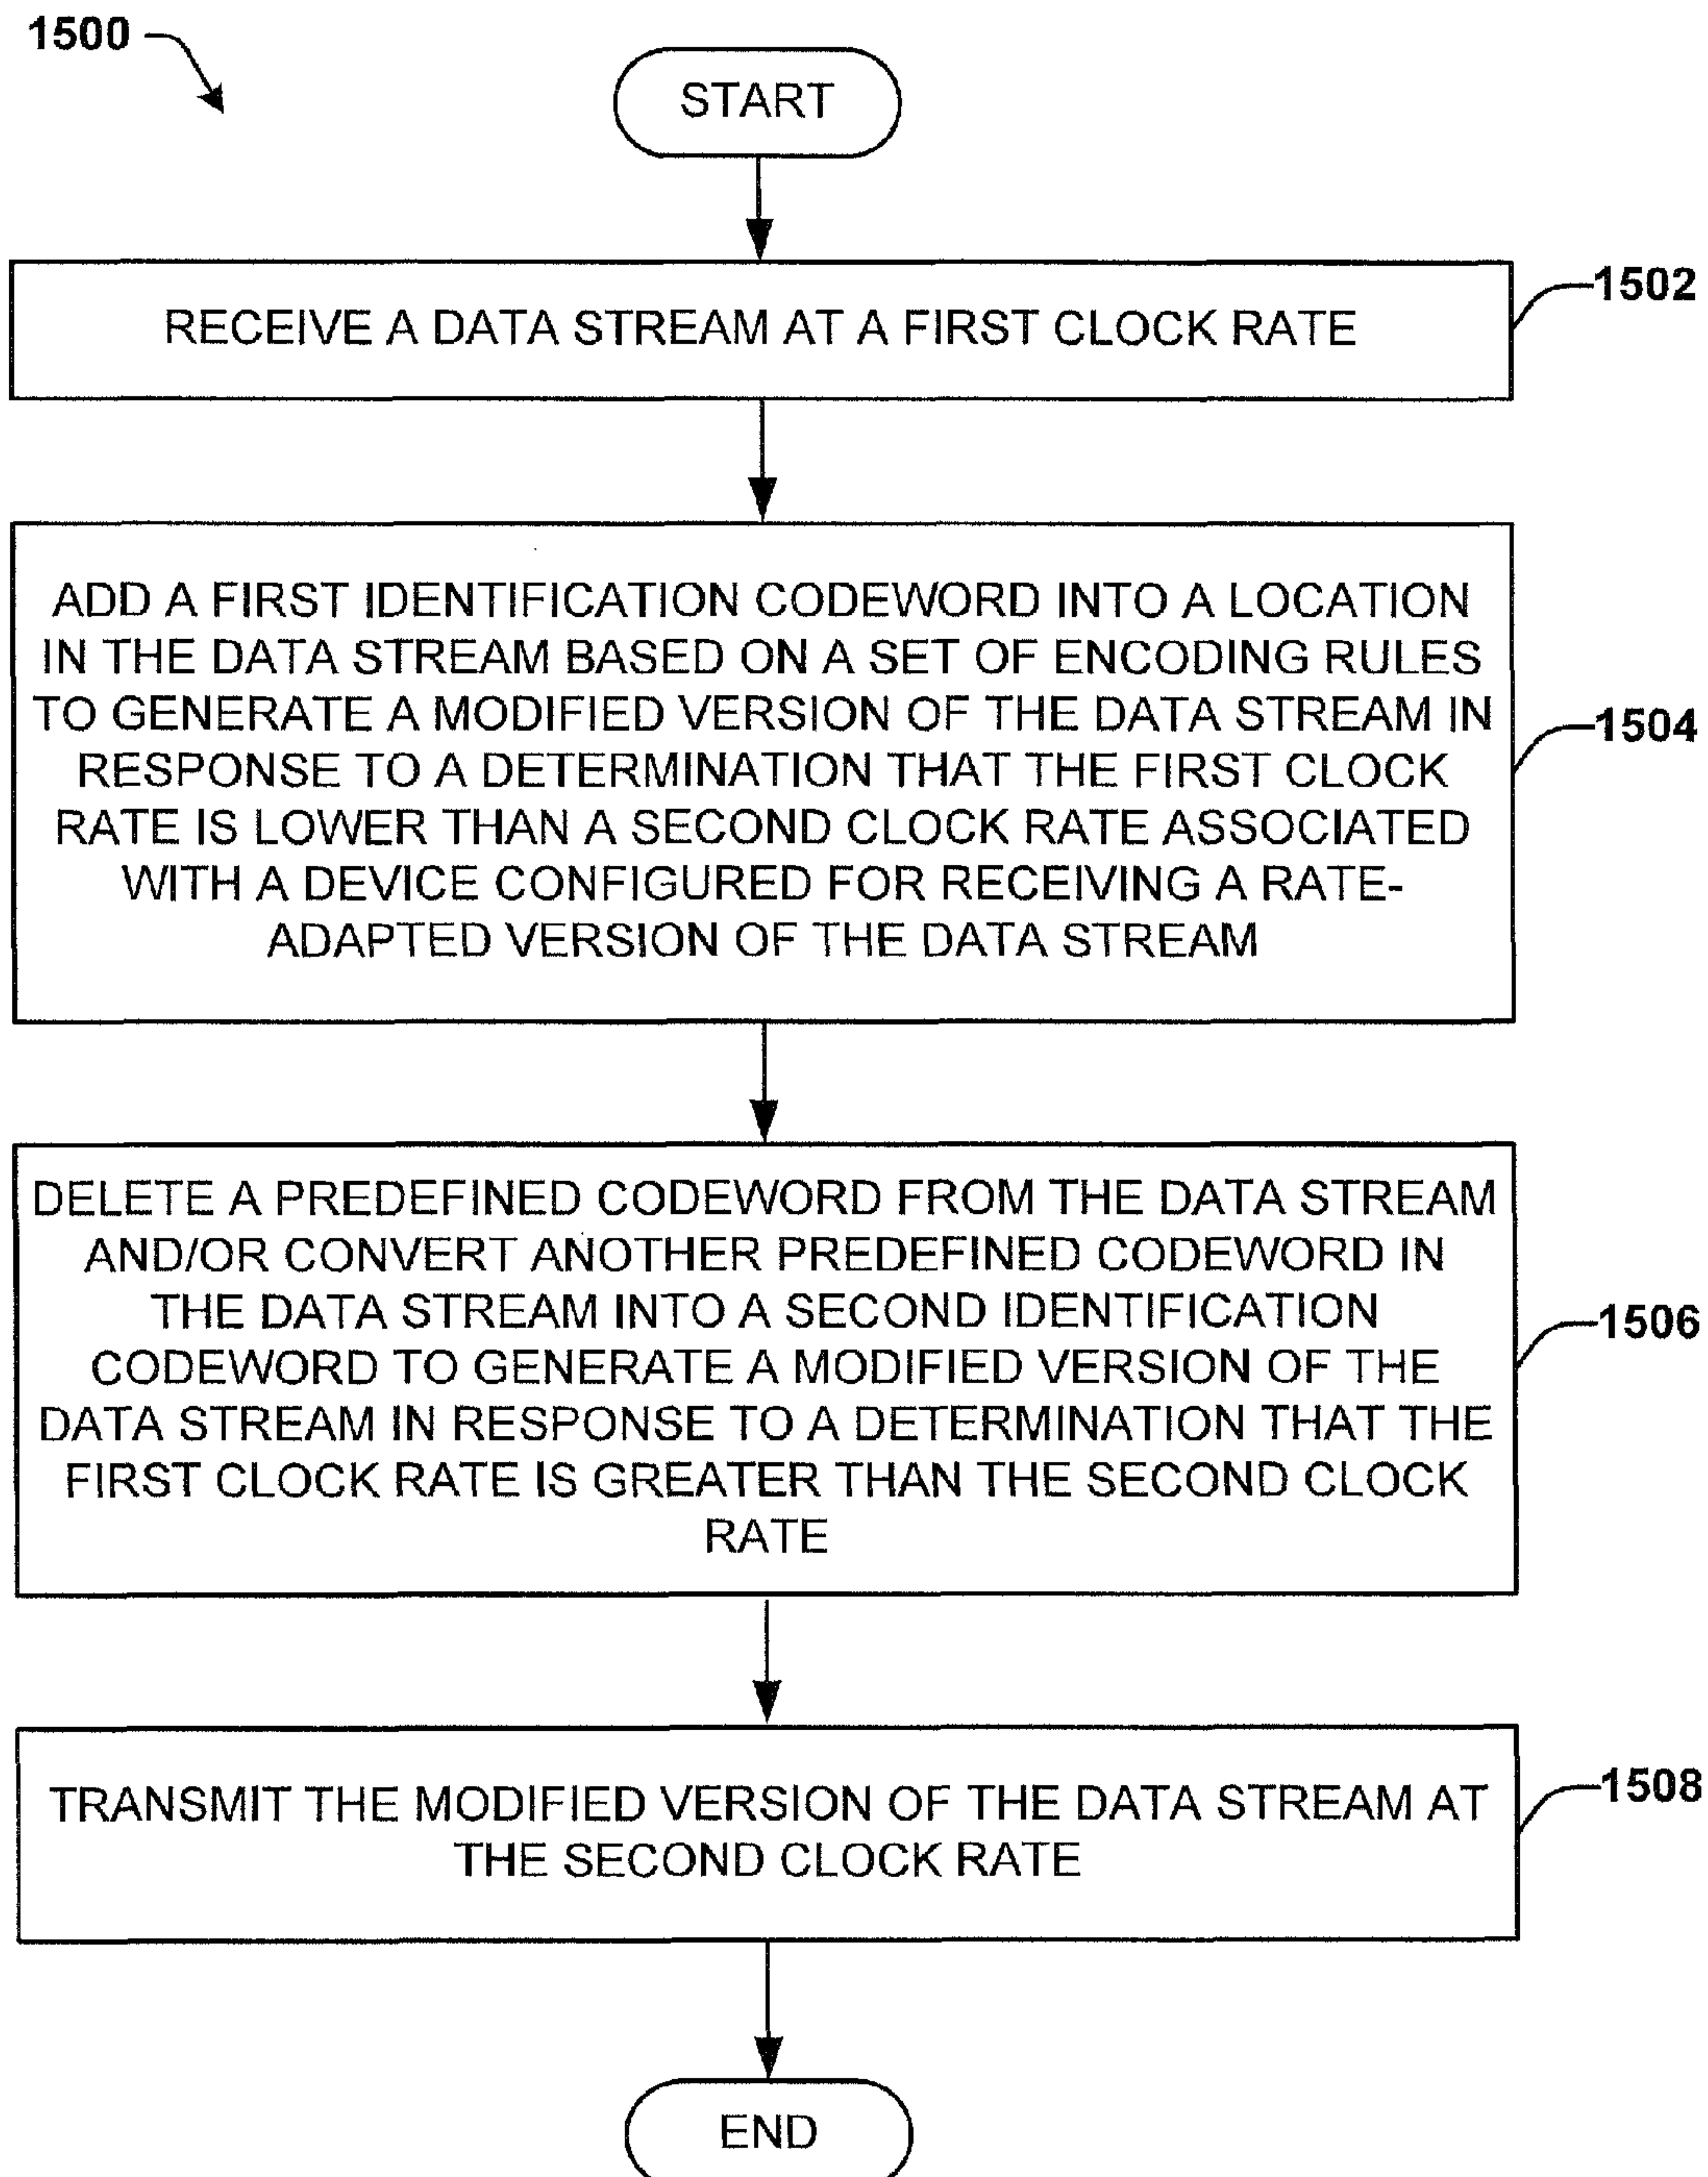 1500
START
RECEIVE A DATA STREAM AT A FIRST CLOCK RATE
1502
ADD A FIRST IDENTIFICATION CODEWORD INTO A LOCATION
IN THE DATA STREAM BASED ON A SET OF ENCODING RULES
TO GENERATE A MODIFIED VERSION OF THE DATA STREAM IN
RESPONSE TO A DETERMINATION THAT THE FIRST CLOCK
RATE IS LOWER THAN A SECOND CLOCK RATE ASSOCIATED
WITH A DEVICE CONFIGURED FOR RECEIVING A RATE-
ADAPTED VERSION OF THE DATA STREAM
1504
DELETE A PREDEFINED CODEWORD FROM THE DATA STREAM
AND/OR CONVERT ANOTHER PREDEFINED CODEWORD IN
THE DATA STREAM INTO A SECOND IDENTIFICATION
CODEWORD TO GENERATE A MODIFIED VERSION OF THE
DATA STREAM IN RESPONSE TO A DETERMINATION THAT THE
FIRST CLOCK RATE IS GREATER THAN THE SECOND CLOCK
RATE
1506
TRANSMIT THE MODIFIED VERSION OF THE DATA STREAM AT
THE SECOND CLOCK RATE
1508
END